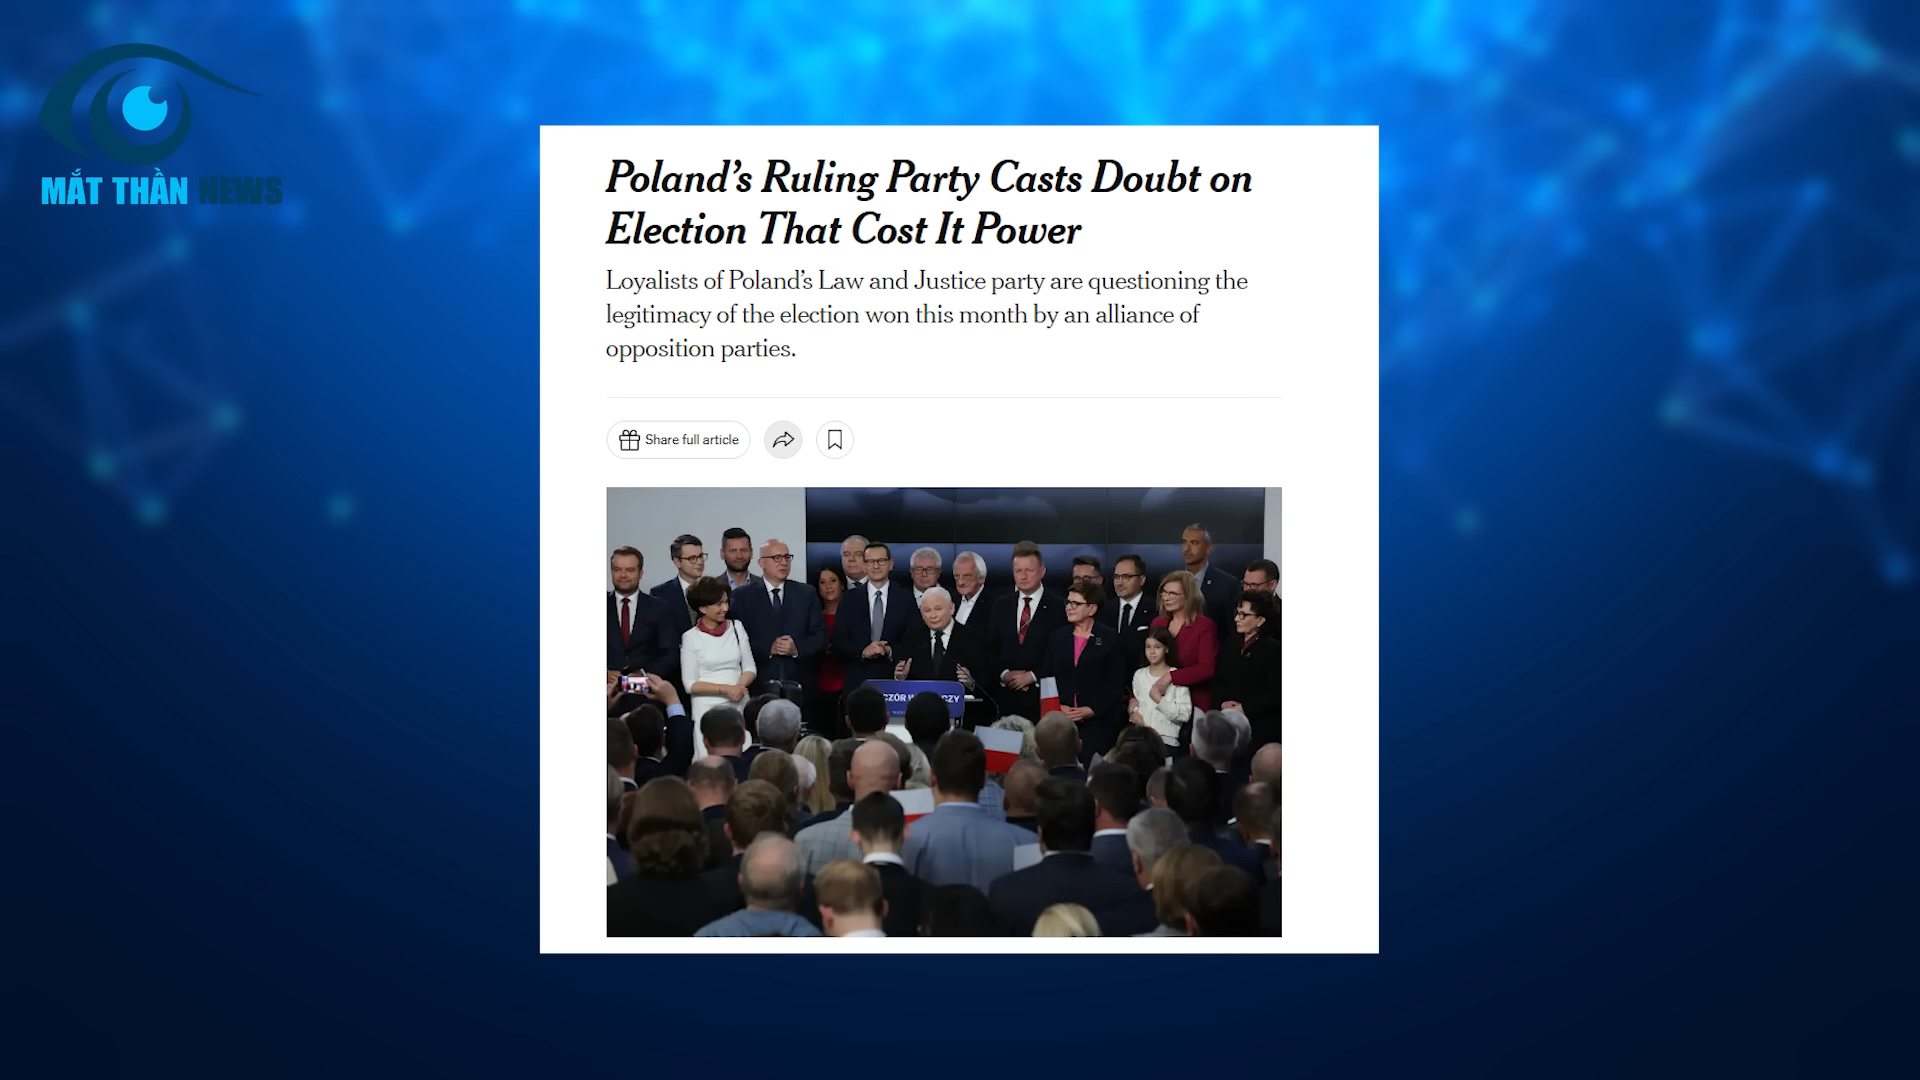 MẮT THẦN NEWS
Poland's Ruling Party Casts Doubt on
Election That Cost It Power
Loyalists of Poland's Law and Justice party are questioning the
legitimacy of the election won this month by an alliance of
opposition parties.
Share full article